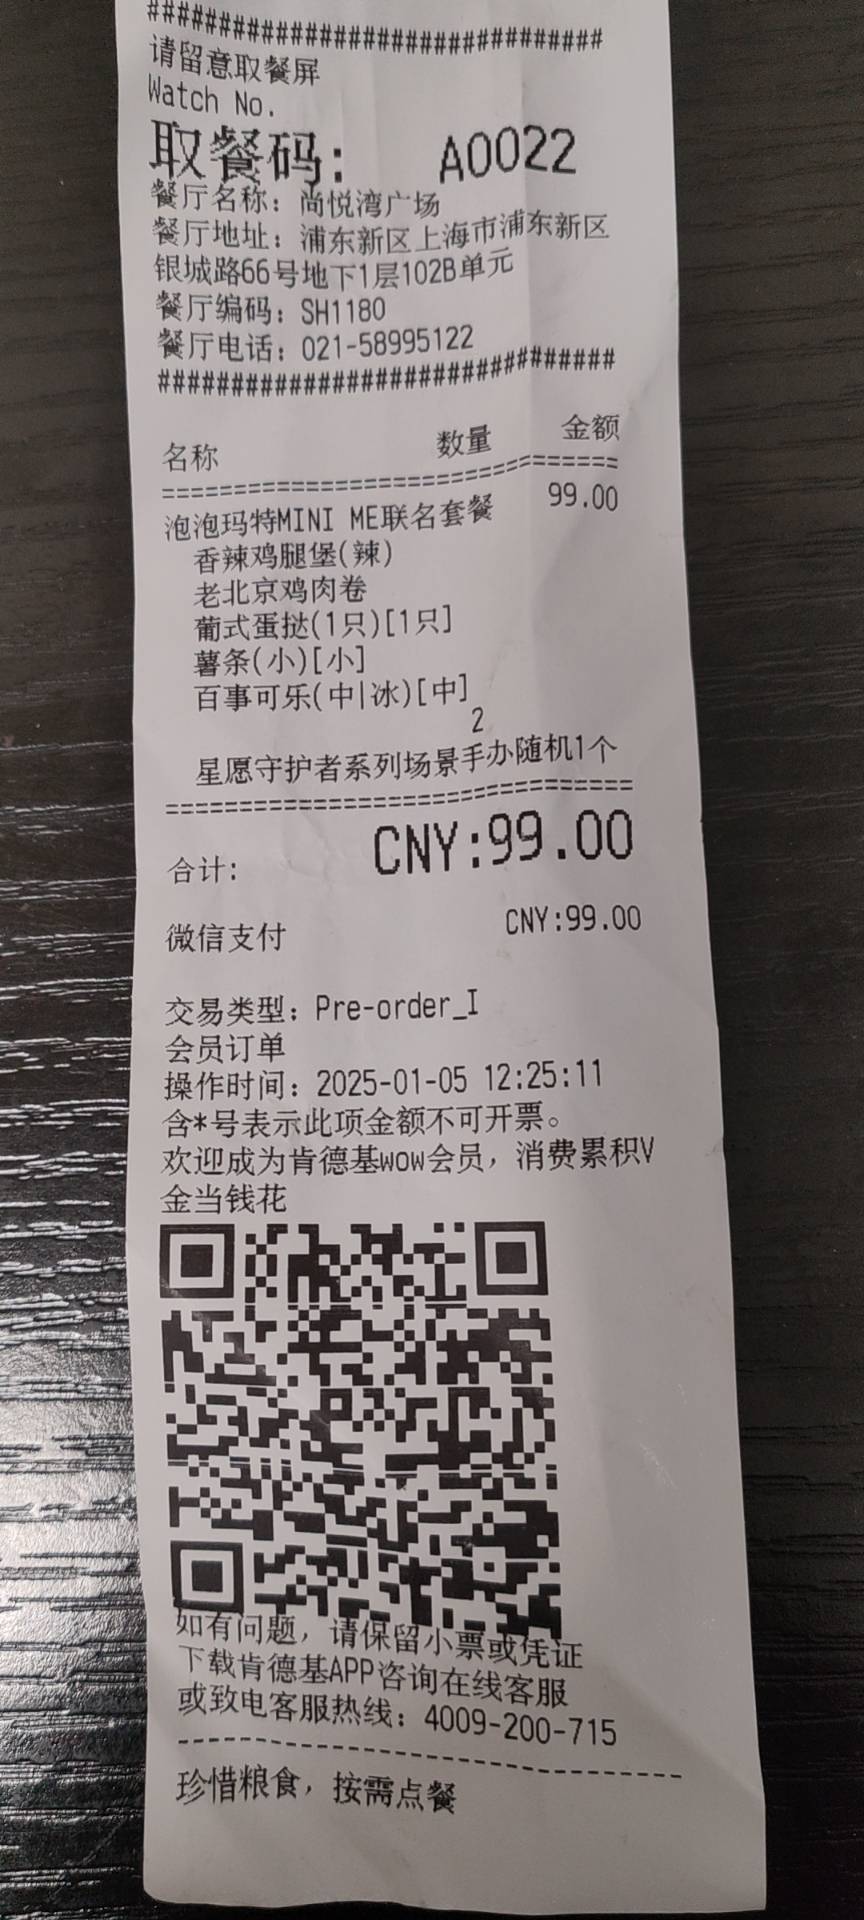 ################################
请留意取餐屏
Watch No.
取餐码: A0022
餐厅名称: 尚悦湾广场
餐厅地址: 浦东新区上海市浦东新区
银城路66号地下1层102B单元
餐厅编码: SH1180
餐厅电话: 021-58995122
################################
名称 数量 金额
================================
泡泡玛特MINI ME联名套餐 99.00
香辣鸡腿堡(辣)
老北京鸡肉卷
葡式蛋挞(1只)[1只]
薯条(小)[小]
百事可乐(中|冰)[中]
2
星愿守护者系列场景手办随机1个
================================
合计: CNY:99.00
微信支付 CNY:99.00
交易类型: Pre-order_I
会员订单
操作时间: 2025-01-05 12:25:11
含*号表示此项金额不可开票。
欢迎成为肯德基wow会员, 消费累积V
金当钱花
如有问题, 请保留小票或凭证
下载肯德基APP咨询在线客服
或致电客服热线: 4009-200-715
--------------------------------
珍惜粮食, 按需点餐